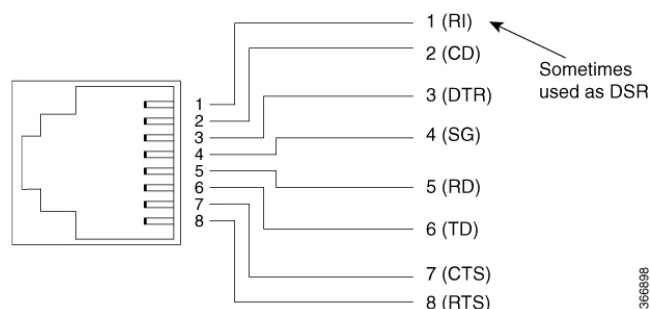 1 (RI)
2 (CD)
Sometimes
used as DSR
3 (DTR)
4 (SG)
5 (RD)
6 (TD)
7 (CTS)
8 (RTS)
1
2
3
4
5
6
7
8
366898